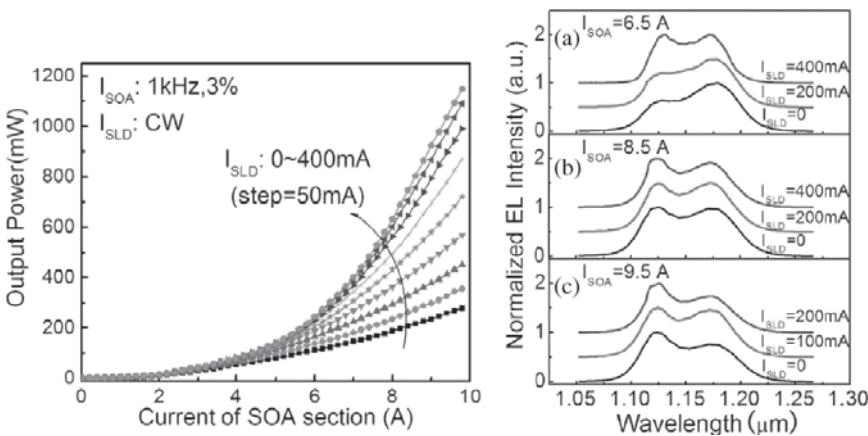 1200
1000
800
600
400
200
0
Output Power(mW)
I_SOA: 1kHz,3%
I_SLD: CW
I_SLD: 0~400mA
(step=50mA)
0 2 4 6 8 10
Current of SOA section (A)
Normalized EL Intensity (a.u.)
(a) I_SOA=6.5 A
2
1
0
I_SLD=400mA
I_SLD=200mA
I_SLD=0
(b) I_SOA=8.5 A
2
1
0
I_SLD=400mA
I_SLD=200mA
I_SLD=0
(c) I_SOA=9.5 A
2
1
0
I_SLD=200mA
I_SLD=100mA
I_SLD=0
1.05 1.10 1.15 1.20 1.25 1.30
Wavelength (μm)